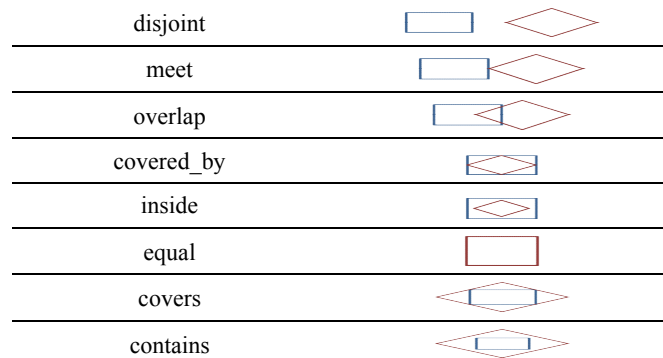 disjoint
meet
overlap
covered_by
inside
equal
covers
contains